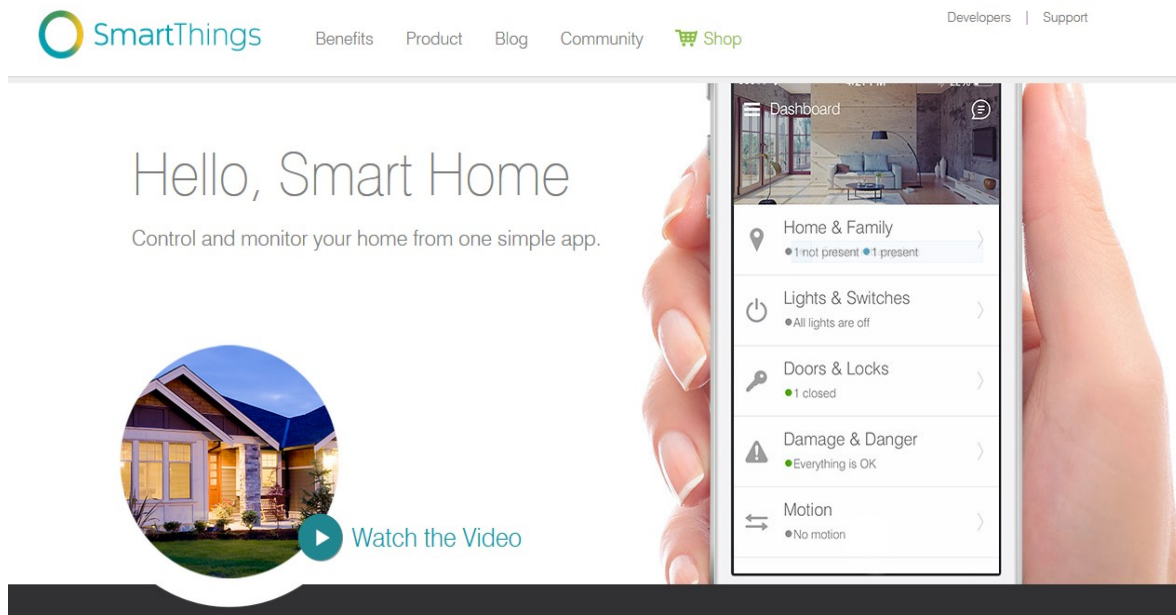 SmartThings
Benefits Product Blog Community Shop
Developers | Support
Hello, Smart Home
Control and monitor your home from one simple app.
Watch the Video
Dashboard
Home & Family
1 not present 1 present
Lights & Switches
All lights are off
Doors & Locks
1 closed
Damage & Danger
Everything is OK
Motion
No motion